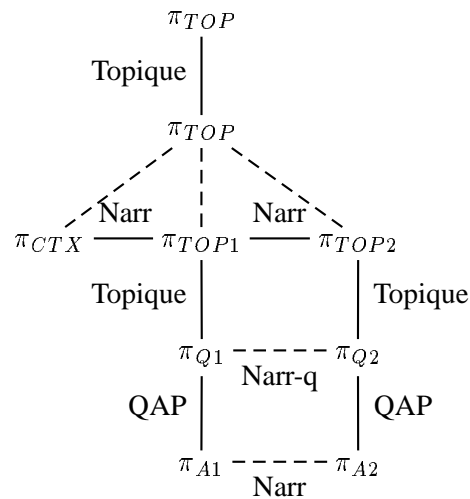 π_TOP
Topique
π_TOP
Narr Narr
π_CTX π_TOP1 π_TOP2
Topique Topique
π_Q1 π_Q2
Narr-q
QAP QAP
π_A1 π_A2
Narr